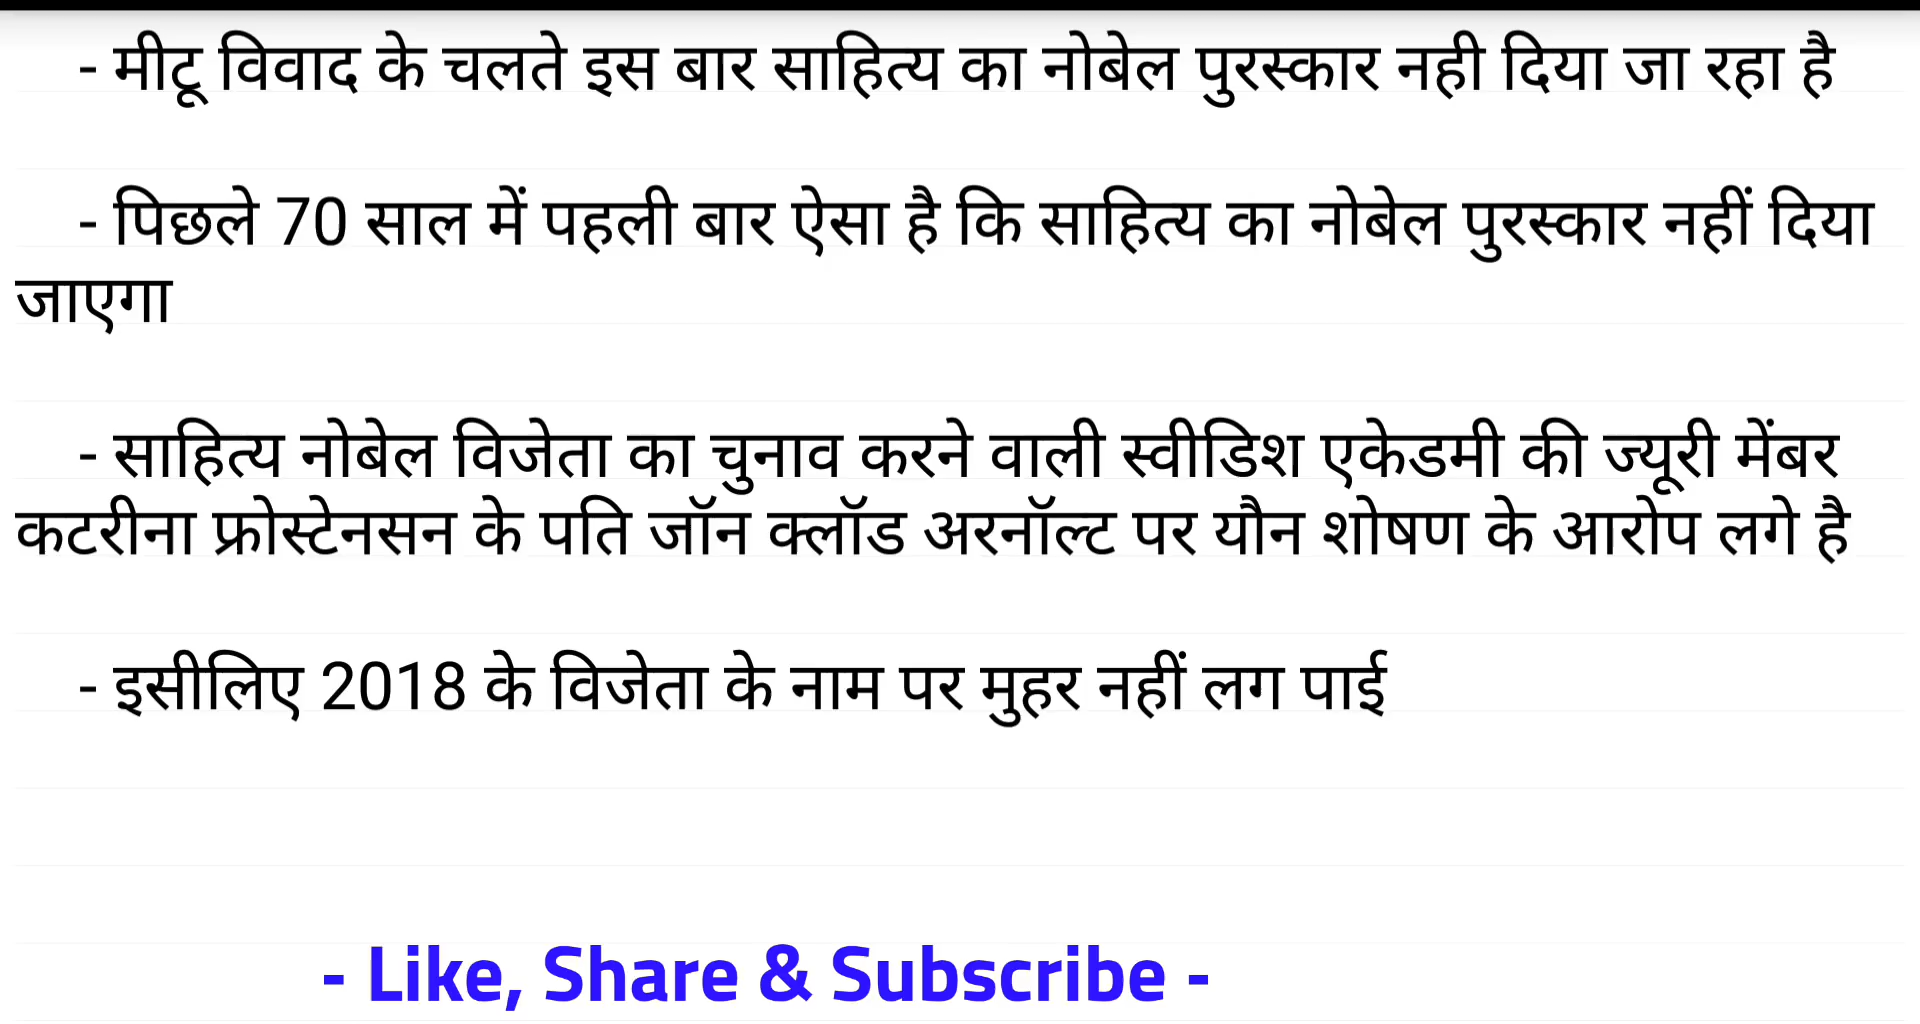 - मीटू विवाद के चलते इस बार साहित्य का नोबेल पुरस्कार नही दिया जा रहा है
- पिछले 70 साल में पहली बार ऐसा है कि साहित्य का नोबेल पुरस्कार नहीं दिया
जाएगा
- साहित्य नोबेल विजेता का चुनाव करने वाली स्वीडिश एकेडमी की ज्यूरी मेंबर
कटरीना फ्रोस्टेनसन के पति जॉन क्लॉड अरनॉल्ट पर यौन शोषण के आरोप लगे है
- इसीलिए 2018 के विजेता के नाम पर मुहर नहीं लग पाई
- Like, Share & Subscribe -